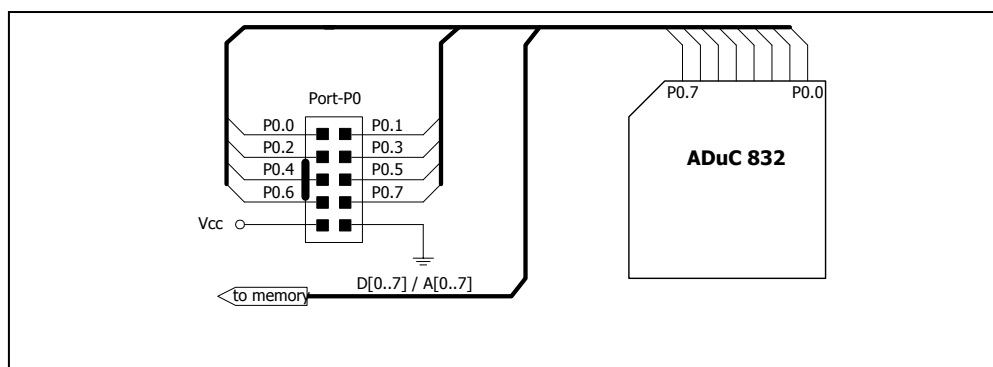 Port-P0
P0.7 P0.0
P0.0 P0.1
P0.2 P0.3
ADuC 832
P0.4 P0.5
P0.6 P0.7
Vcc
D[0..7] / A[0..7]
to memory